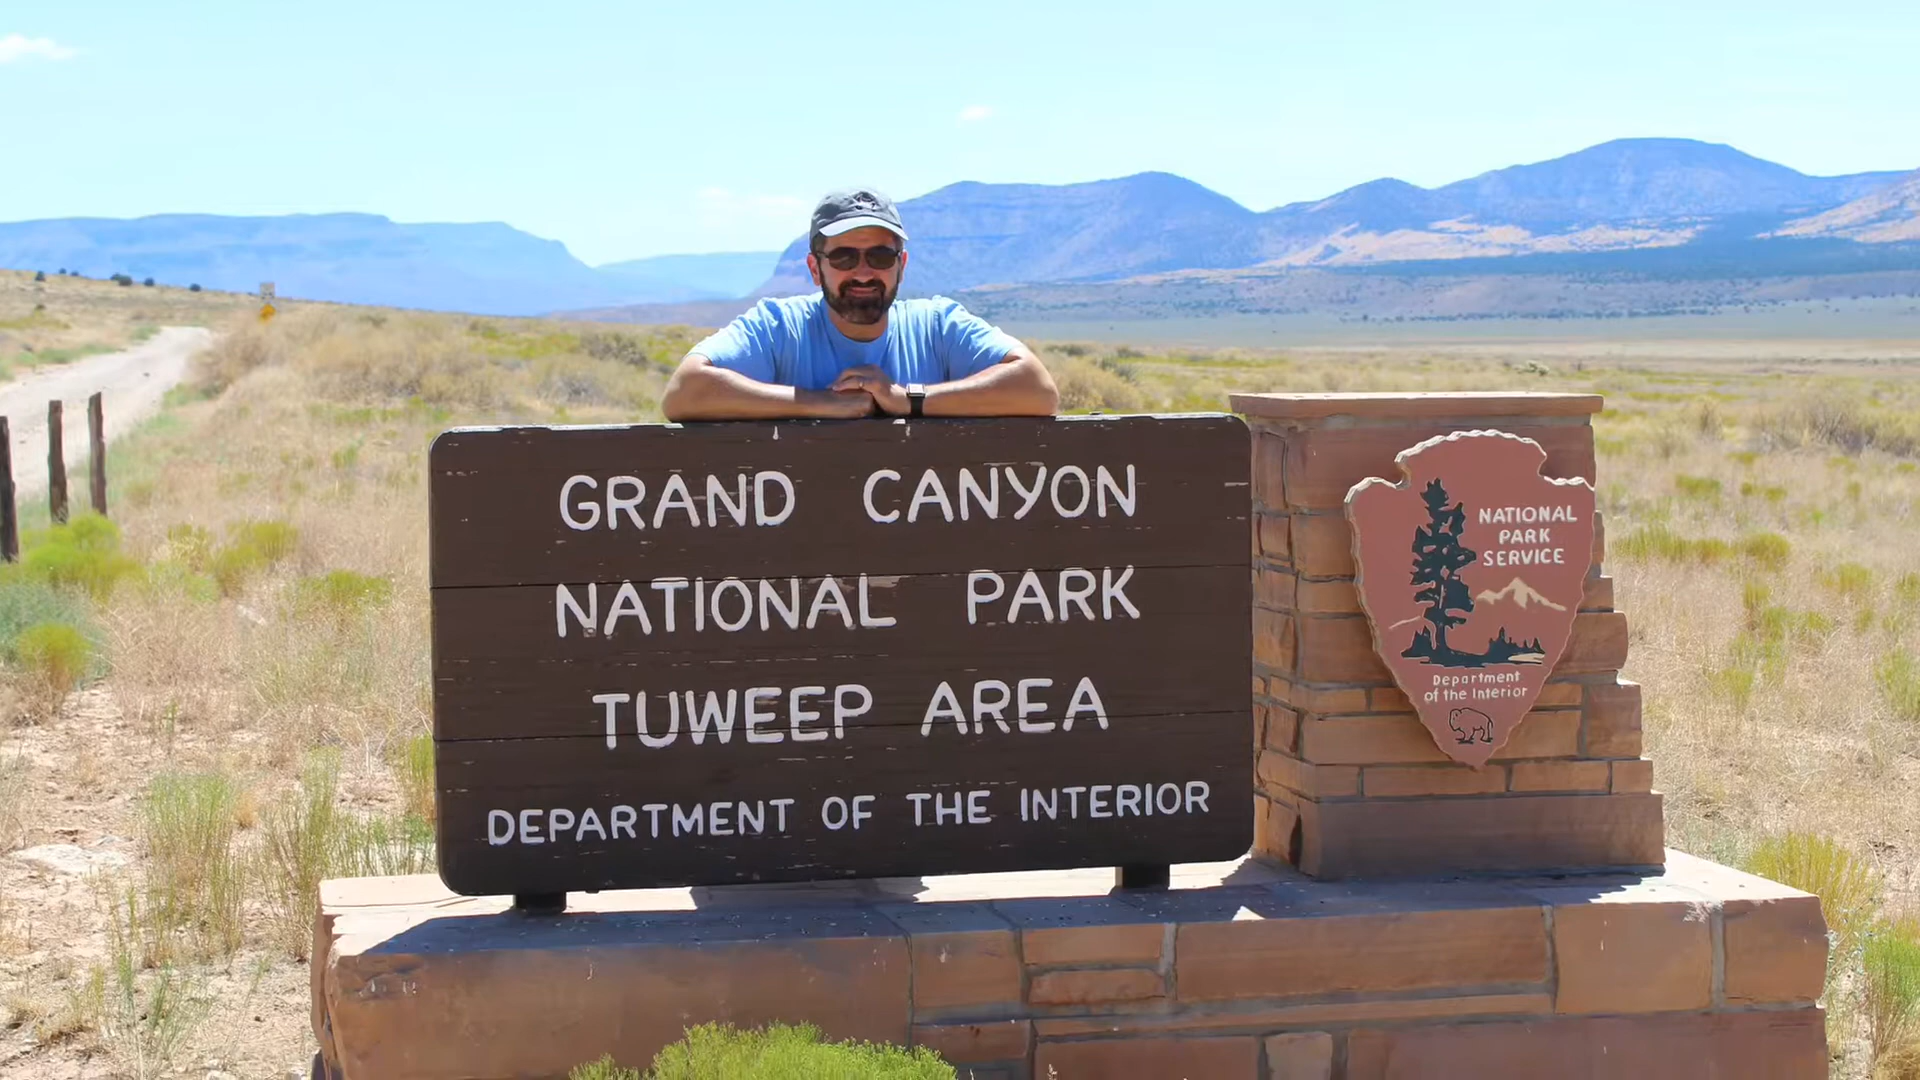 GRAND CANYON
NATIONAL PARK
TUWEEP AREA
DEPARTMENT OF THE INTERIOR
NATIONAL
PARK
SERVICE
Department
of the Interior